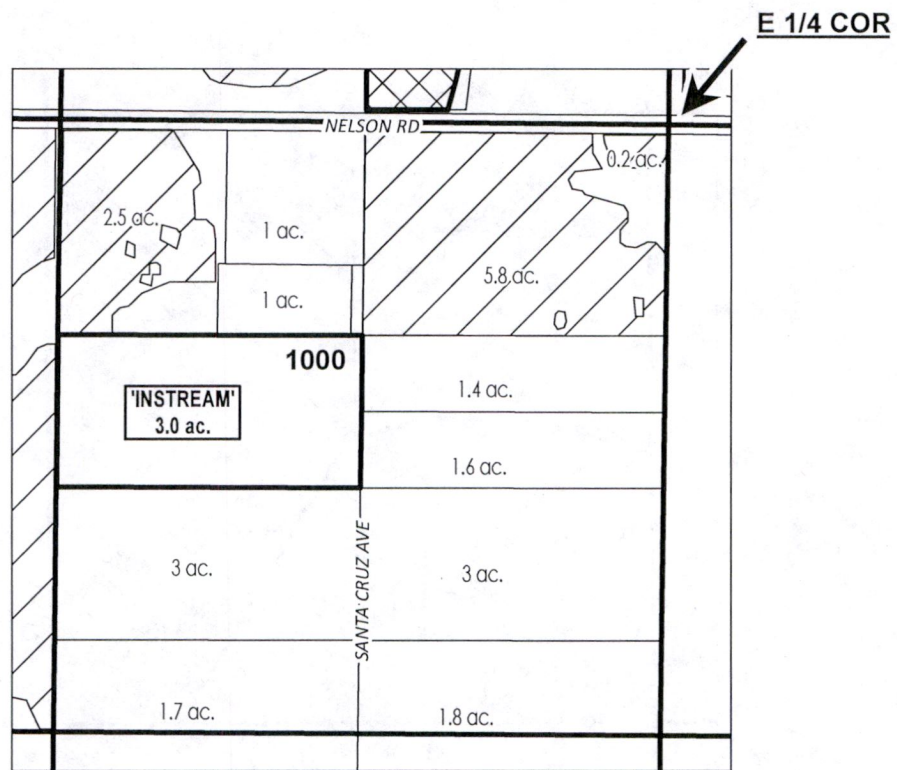 E 1/4 COR
NELSON RD
0.2 ac.
2.5 ac.
1 ac.
5.8 ac.
1 ac.
1000
'INSTREAM'
3.0 ac.
1.4 ac.
1.6 ac.
SANTA CRUZ AVE
3 ac.
3 ac.
1.7 ac.
1.8 ac.